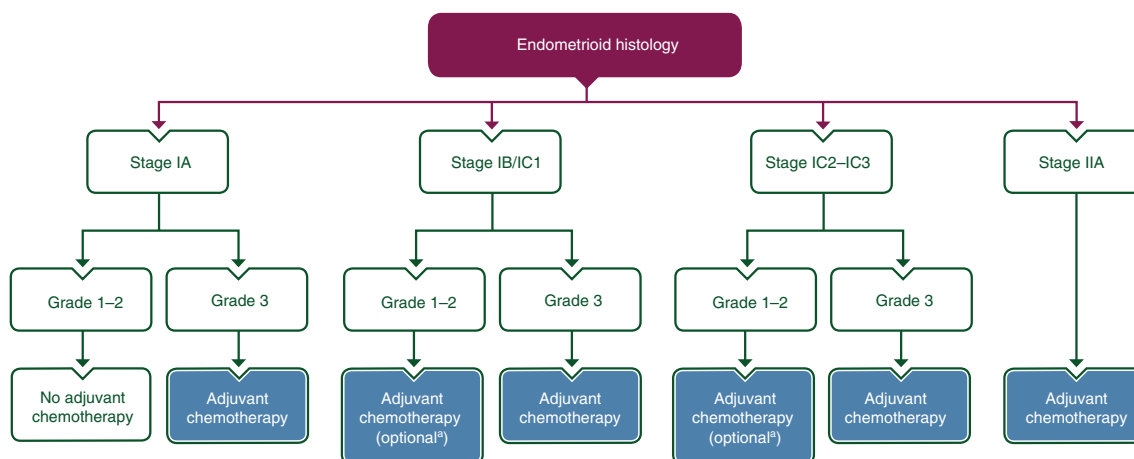 Endometrioid histology
Stage IA
Stage IB/IC1
Stage IC2–IC3
Stage IIA
Grade 1–2
Grade 3
Grade 1–2
Grade 3
Grade 1–2
Grade 3
No adjuvant
chemotherapy
Adjuvant
chemotherapy
Adjuvant
chemotherapy
(optionalᵃ)
Adjuvant
chemotherapy
Adjuvant
chemotherapy
(optionalᵃ)
Adjuvant
chemotherapy
Adjuvant
chemotherapy